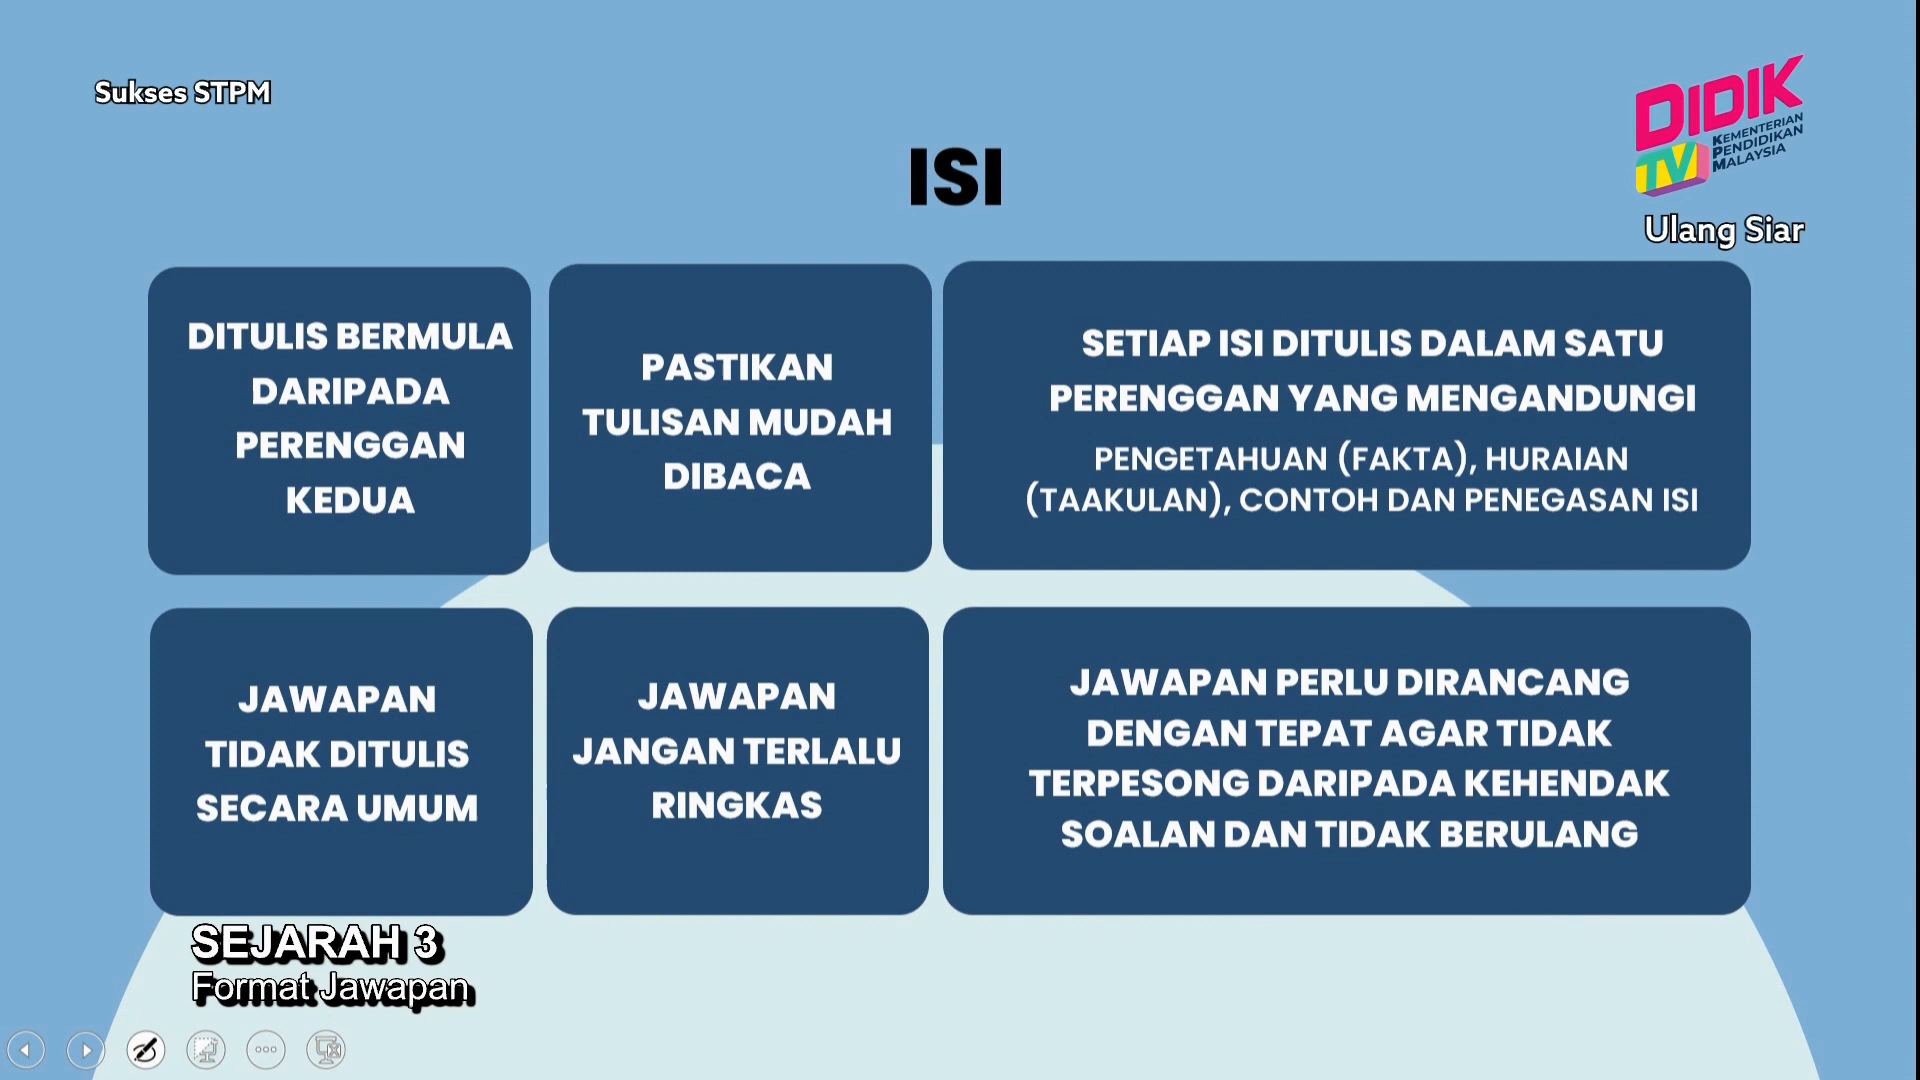 Sukses STPM
DIDIK
TV
KEMENTERIAN
PENDIDIKAN
MALAYSIA
Ulang Siar
ISI
DITULIS BERMULA
DARIPADA
PERENGGAN
KEDUA
PASTIKAN
TULISAN MUDAH
DIBACA
SETIAP ISI DITULIS DALAM SATU
PERENGGAN YANG MENGANDUNGI
PENGETAHUAN (FAKTA), HURAIAN
(TAAKULAN), CONTOH DAN PENEGASAN ISI
JAWAPAN
TIDAK DITULIS
SECARA UMUM
JAWAPAN
JANGAN TERLALU
RINGKAS
JAWAPAN PERLU DIRANCANG
DENGAN TEPAT AGAR TIDAK
TERPESONG DARIPADA KEHENDAK
SOALAN DAN TIDAK BERULANG
SEJARAH 3
Format Jawapan